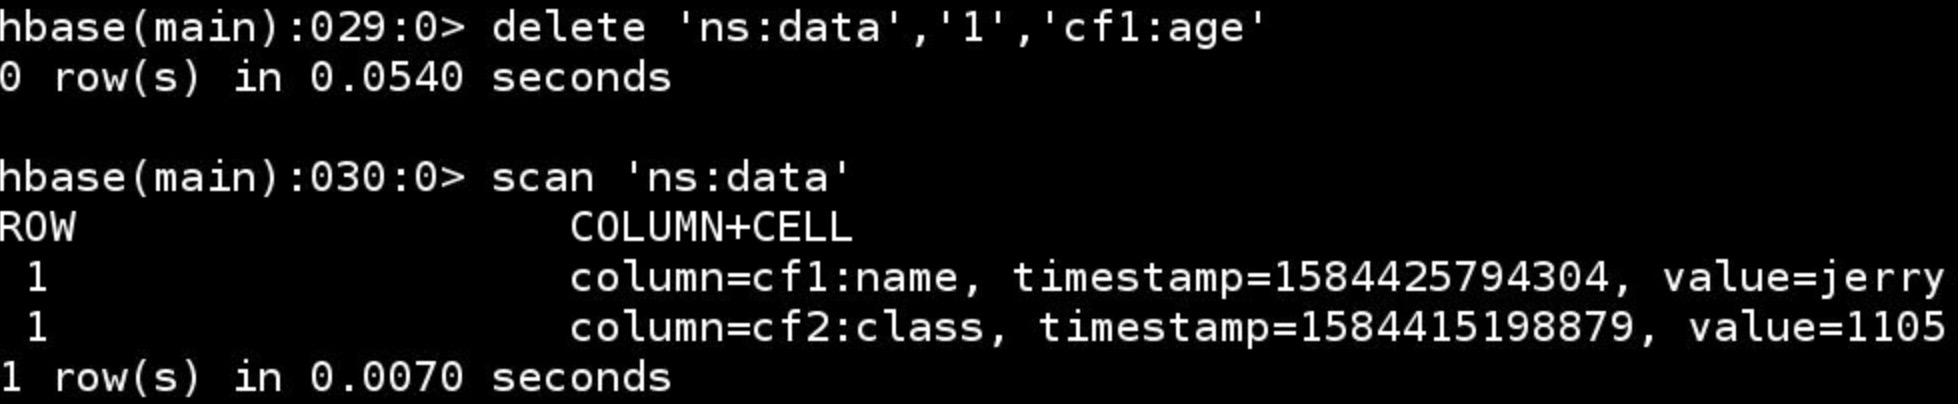 hbase(main):029:0> delete 'ns:data','1','cf1:age'
0 row(s) in 0.0540 seconds
hbase(main):030:0> scan 'ns:data'
ROW                   COLUMN+CELL
 1                    column=cf1:name, timestamp=1584425794304, value=jerry
 1                    column=cf2:class, timestamp=1584415198879, value=1105
1 row(s) in 0.0070 seconds